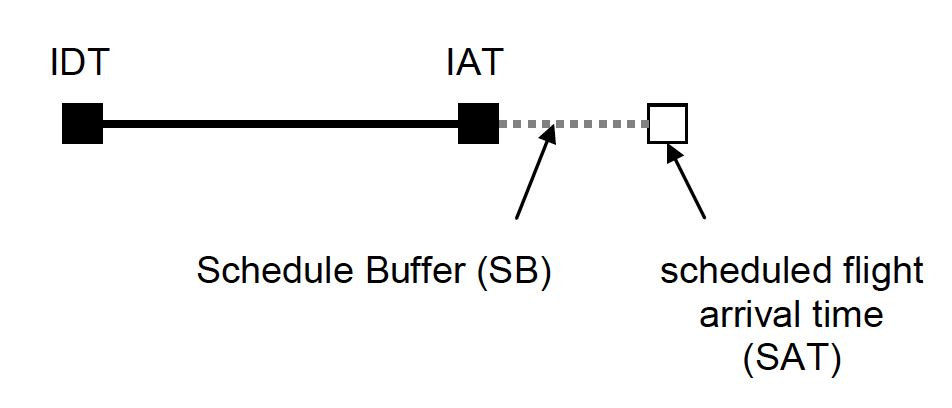 IDT
IAT
Schedule Buffer (SB)
scheduled flight
arrival time
(SAT)